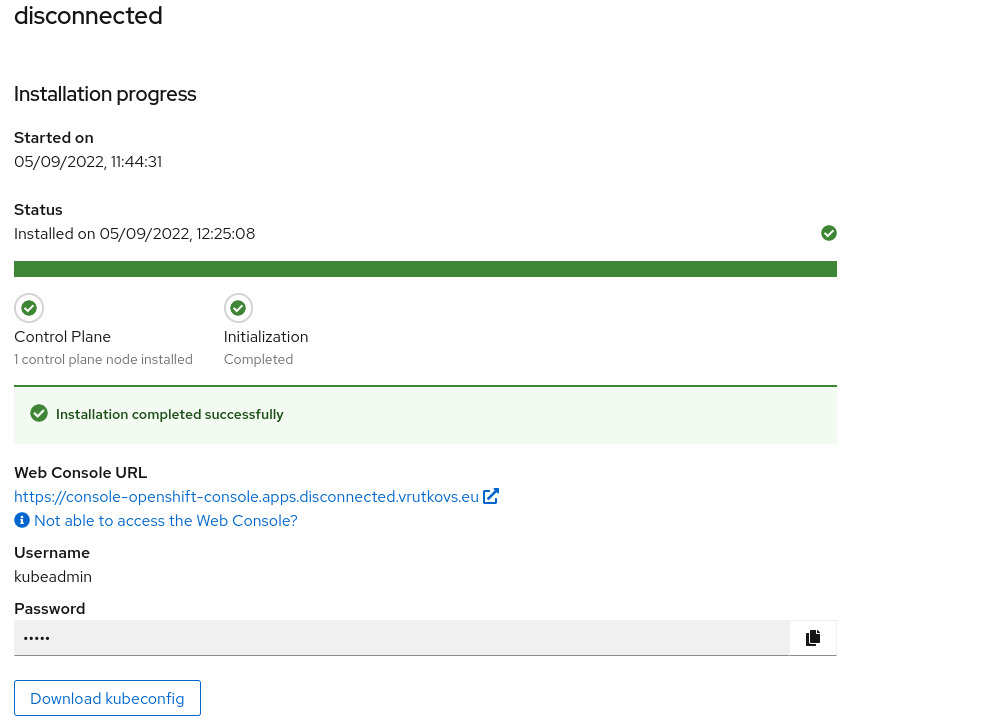 disconnected
Installation progress
Started on
05/09/2022, 11:44:31
Status
Installed on 05/09/2022, 12:25:08
Control Plane
1 control plane node installed
Initialization
Completed
Installation completed successfully
Web Console URL
https://console-openshift-console.apps.disconnected.vrutkovs.eu
Not able to access the Web Console?
Username
kubeadmin
Password
•••••
Download kubeconfig